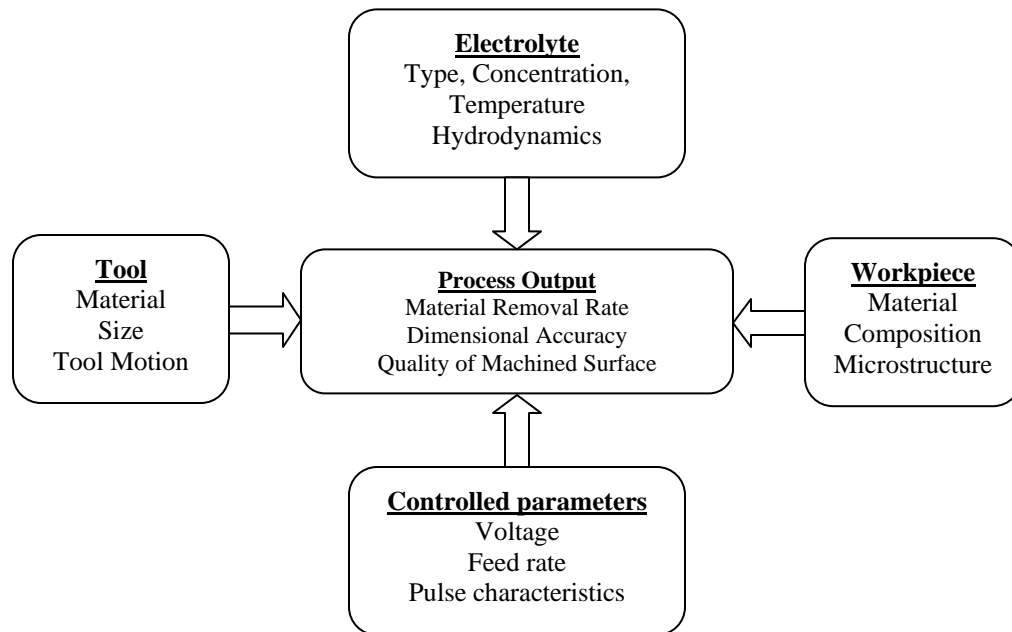 Electrolyte
Type, Concentration,
Temperature
Hydrodynamics
Tool
Material
Size
Tool Motion
Process Output
Material Removal Rate
Dimensional Accuracy
Quality of Machined Surface
Workpiece
Material
Composition
Microstructure
Controlled parameters
Voltage
Feed rate
Pulse characteristics